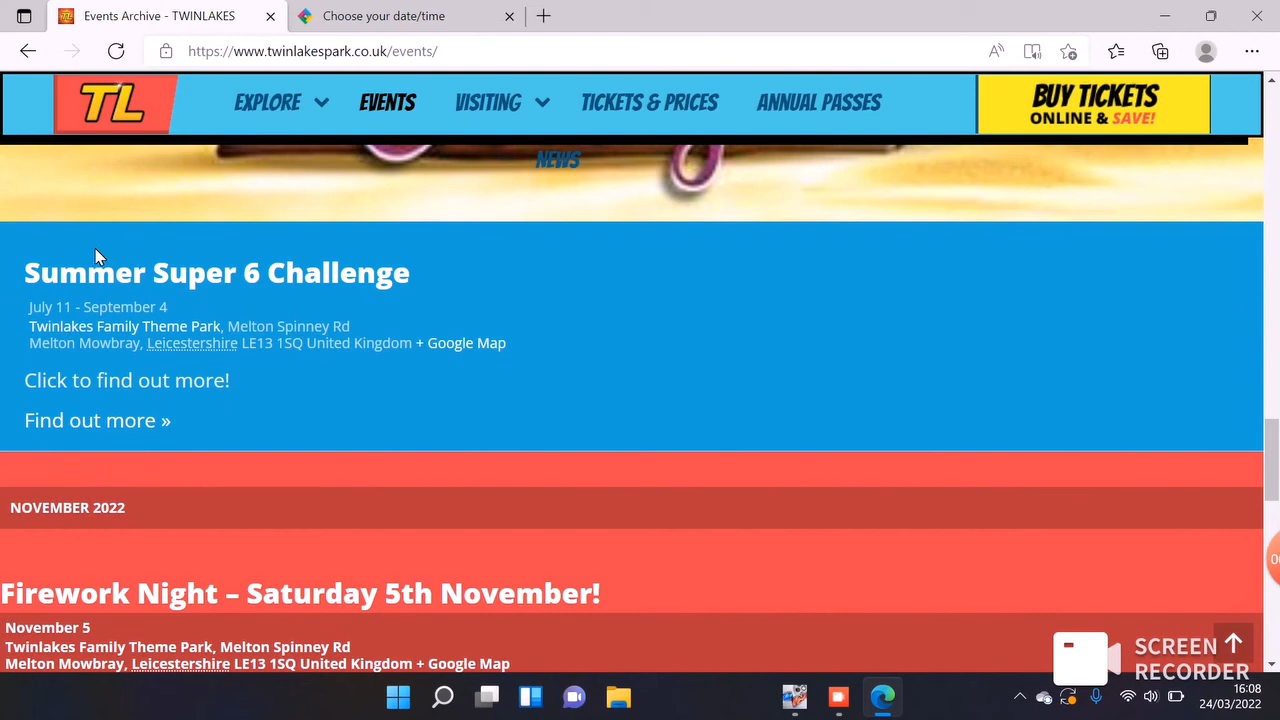 Events Archive - TWINLAKES
Choose your date/time
https://www.twinlakespark.co.uk/events/
TL
EXPLORE
EVENTS
VISITING
TICKETS & PRICES
ANNUAL PASSES
BUY TICKETS
ONLINE & SAVE!
NEWS
Summer Super 6 Challenge
July 11 - September 4
Twinlakes Family Theme Park, Melton Spinney Rd
Melton Mowbray, Leicestershire LE13 1SQ United Kingdom + Google Map
Click to find out more!
Find out more »
NOVEMBER 2022
Firework Night – Saturday 5th November!
November 5
Twinlakes Family Theme Park, Melton Spinney Rd
Melton Mowbray, Leicestershire LE13 1SQ United Kingdom + Google Map
SCREEN
RECORDER
16:08
24/03/2022